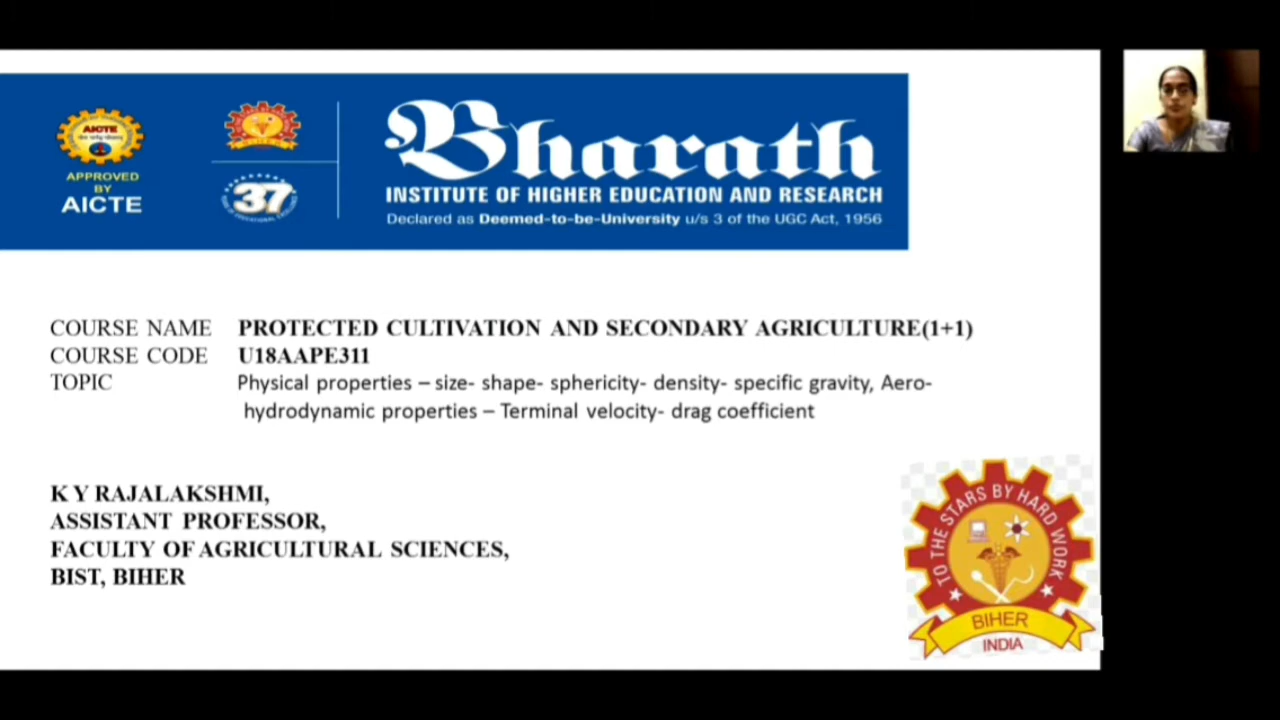 AICTE
APPROVED
BY
AICTE
37
Bharath
INSTITUTE OF HIGHER EDUCATION AND RESEARCH
Declared as Deemed-to-be-University u/s 3 of the UGC Act, 1956
COURSE NAME PROTECTED CULTIVATION AND SECONDARY AGRICULTURE(1+1)
COURSE CODE U18AAPE311
TOPIC Physical properties – size- shape- sphericity- density- specific gravity, Aero-
hydrodynamic properties – Terminal velocity- drag coefficient
K Y RAJALAKSHMI,
ASSISTANT PROFESSOR,
FACULTY OF AGRICULTURAL SCIENCES,
BIST, BIHER
TO THE STARS BY HARD WORK
BIHER
INDIA